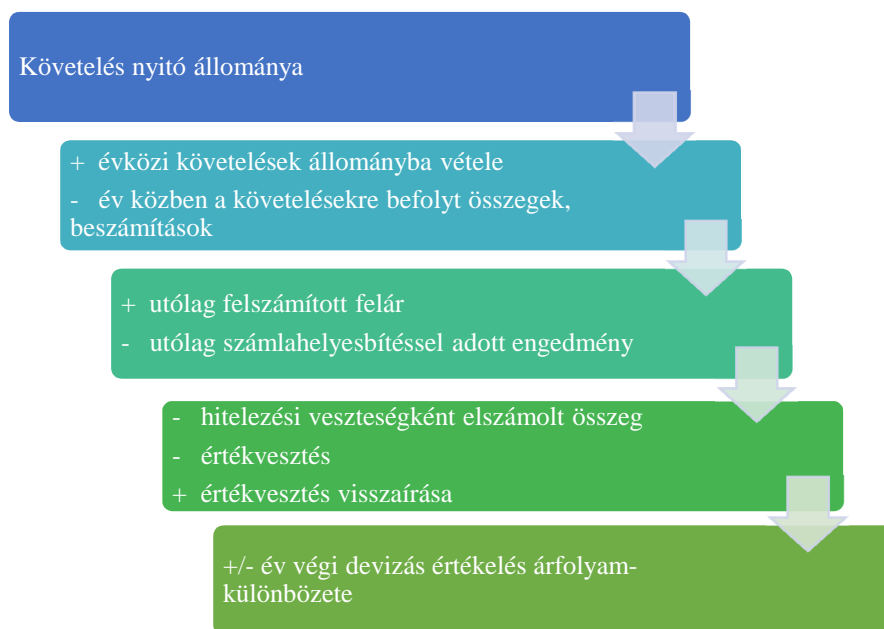 Követelés nyitó állománya
+ évközi követelések állományba vétele
- év közben a követelésekre befolyt összegek,
beszámítások
+ utólag felszámított felár
- utólag számlahelyesbítéssel adott engedmény
- hitelezési veszteségként elszámolt összeg
- értékvesztés
+ értékvesztés visszaírása
+/- év végi devizás értékelés árfolyam-
különbözete